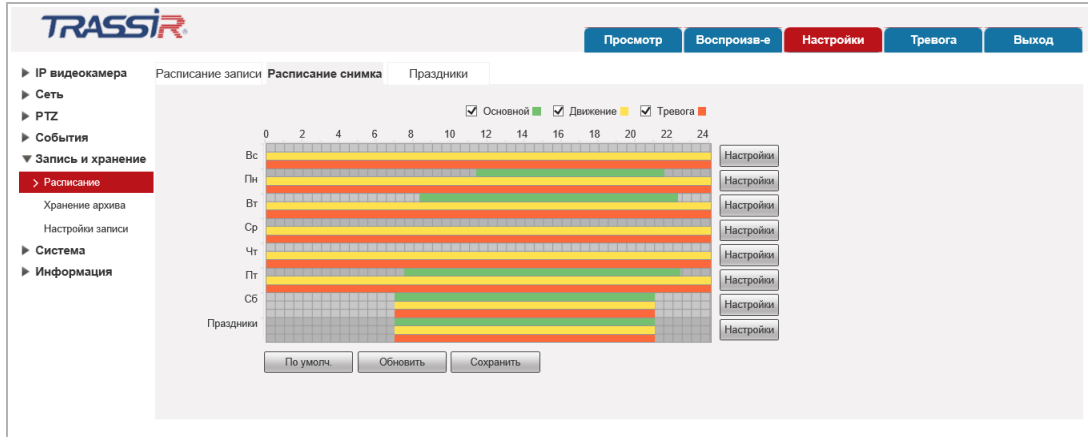 TRASSIR
Просмотр Воспроизв-е Настройки Тревога Выход
IP видеокамера
Сеть
PTZ
События
Запись и хранение
Расписание
Хранение архива
Настройки записи
Система
Информация
Расписание записи Расписание снимка Праздники
Основной Движение Тревога
0 2 4 6 8 10 12 14 16 18 20 22 24
Вс Настройки
Пн Настройки
Вт Настройки
Ср Настройки
Чт Настройки
Пт Настройки
Сб Настройки
Праздники Настройки
По умолч. Обновить Сохранить